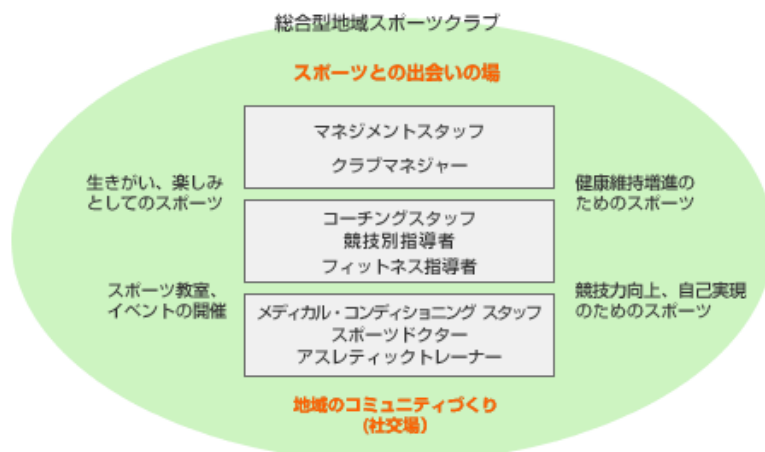 総合型地域スポーツクラブ
スポーツとの出会いの場
マネジメントスタッフ
クラブマネジャー
生きがい、楽しみ
としてのスポーツ
健康維持増進の
ためのスポーツ
コーチングスタッフ
競技別指導者
フィットネス指導者
スポーツ教室、
イベントの開催
競技力向上、自己実現
のためのスポーツ
メディカル・コンディショニング スタッフ
スポーツドクター
アスレティックトレーナー
地域のコミュニティづくり
(社交場)